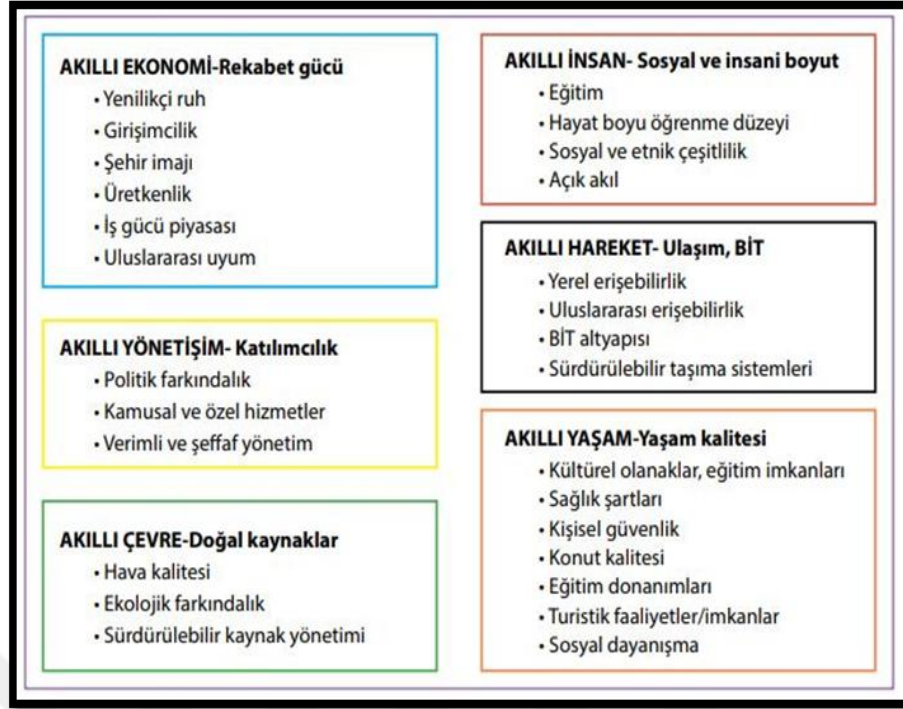 AKILLI EKONOMİ-Rekabet gücü
• Yenilikçi ruh
• Girişimcilik
• Şehir imajı
• Üretkenlik
• İş gücü piyasası
• Uluslararası uyum
AKILLI YÖNETİŞİM- Katılımcılık
• Politik farkındalık
• Kamusal ve özel hizmetler
• Verimli ve şeffaf yönetim
AKILLI ÇEVRE-Doğal kaynaklar
• Hava kalitesi
• Ekolojik farkındalık
• Sürdürülebilir kaynak yönetimi
AKILLI İNSAN- Sosyal ve insani boyut
• Eğitim
• Hayat boyu öğrenme düzeyi
• Sosyal ve etnik çeşitlilik
• Açık akıl
AKILLI HAREKET- Ulaşım, BİT
• Yerel erişebilirlik
• Uluslararası erişebilirlik
• BİT altyapısı
• Sürdürülebilir taşıma sistemleri
AKILLI YAŞAM-Yaşam kalitesi
• Kültürel olanaklar, eğitim imkanları
• Sağlık şartları
• Kişisel güvenlik
• Konut kalitesi
• Eğitim donanımları
• Turistik faaliyetler/imkanlar
• Sosyal dayanışma